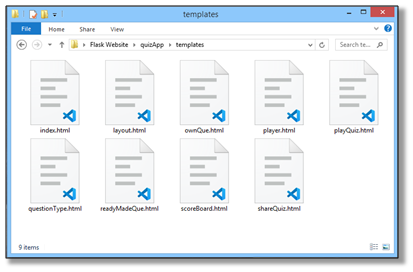 templates
File
Home
Share
View
Flask Website
quizApp
templates
Search te...
index.html
layout.html
ownQue.html
player.html
playQuiz.html
questionType.html
readyMadeQue.html
scoreBoard.html
shareQuiz.html
9 items